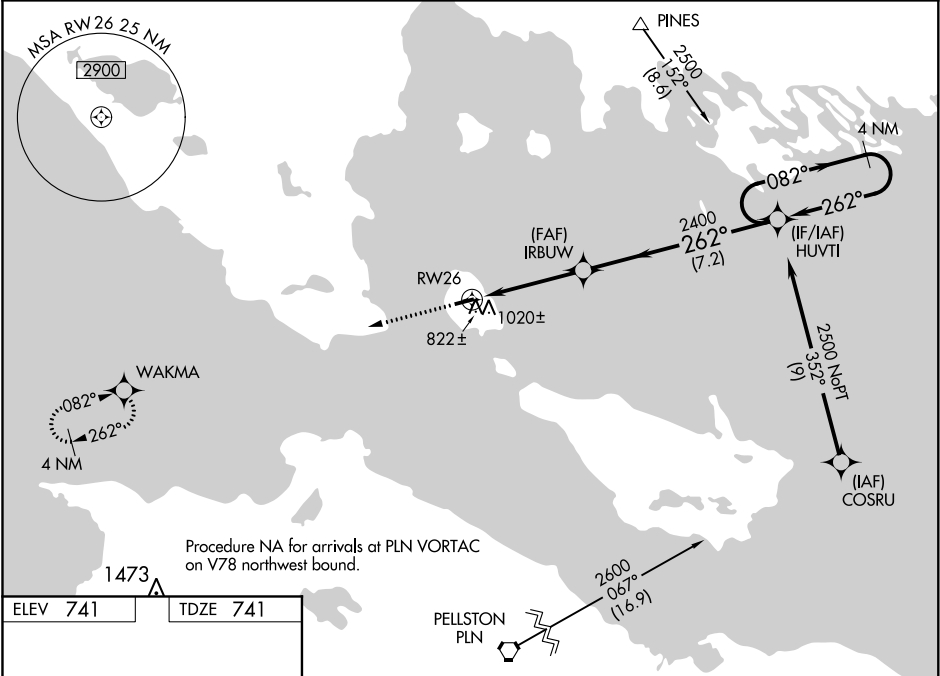 MSA RW26 25 NM
2900
PINES
2500
152°
(8.6)
4 NM
082°
262°
(IF/IAF)
HUVTI
2400
262°
(7.2)
(FAF)
IRBUW
RW26
1020±
822±
2500 NoPT
352°
(9)
WAKMA
082°
262°
4 NM
(IAF)
COSRU
Procedure NA for arrivals at PLN VORTAC
on V78 northwest bound.
1473
2600
067°
(16.9)
PELLSTON
PLN
ELEV 741
TDZE 741